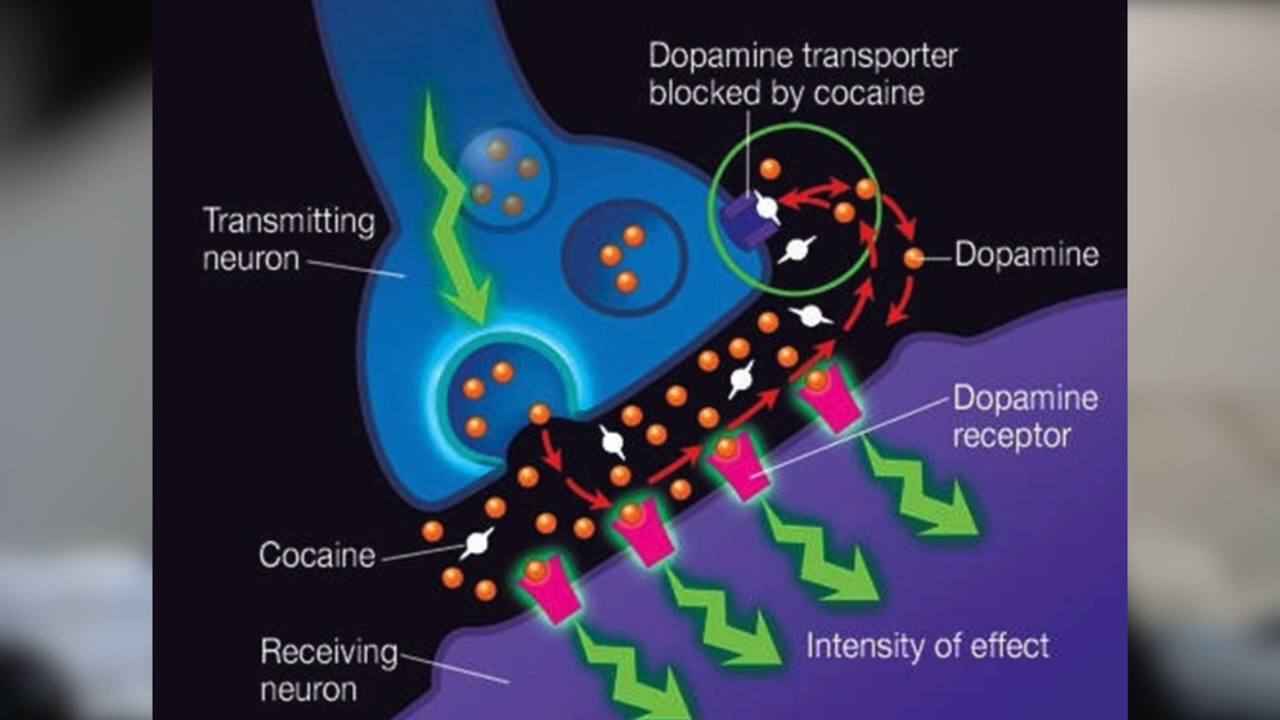 Dopamine transporter
blocked by cocaine
Transmitting
neuron
Dopamine
Dopamine
receptor
Cocaine
Intensity of effect
Receiving
neuron